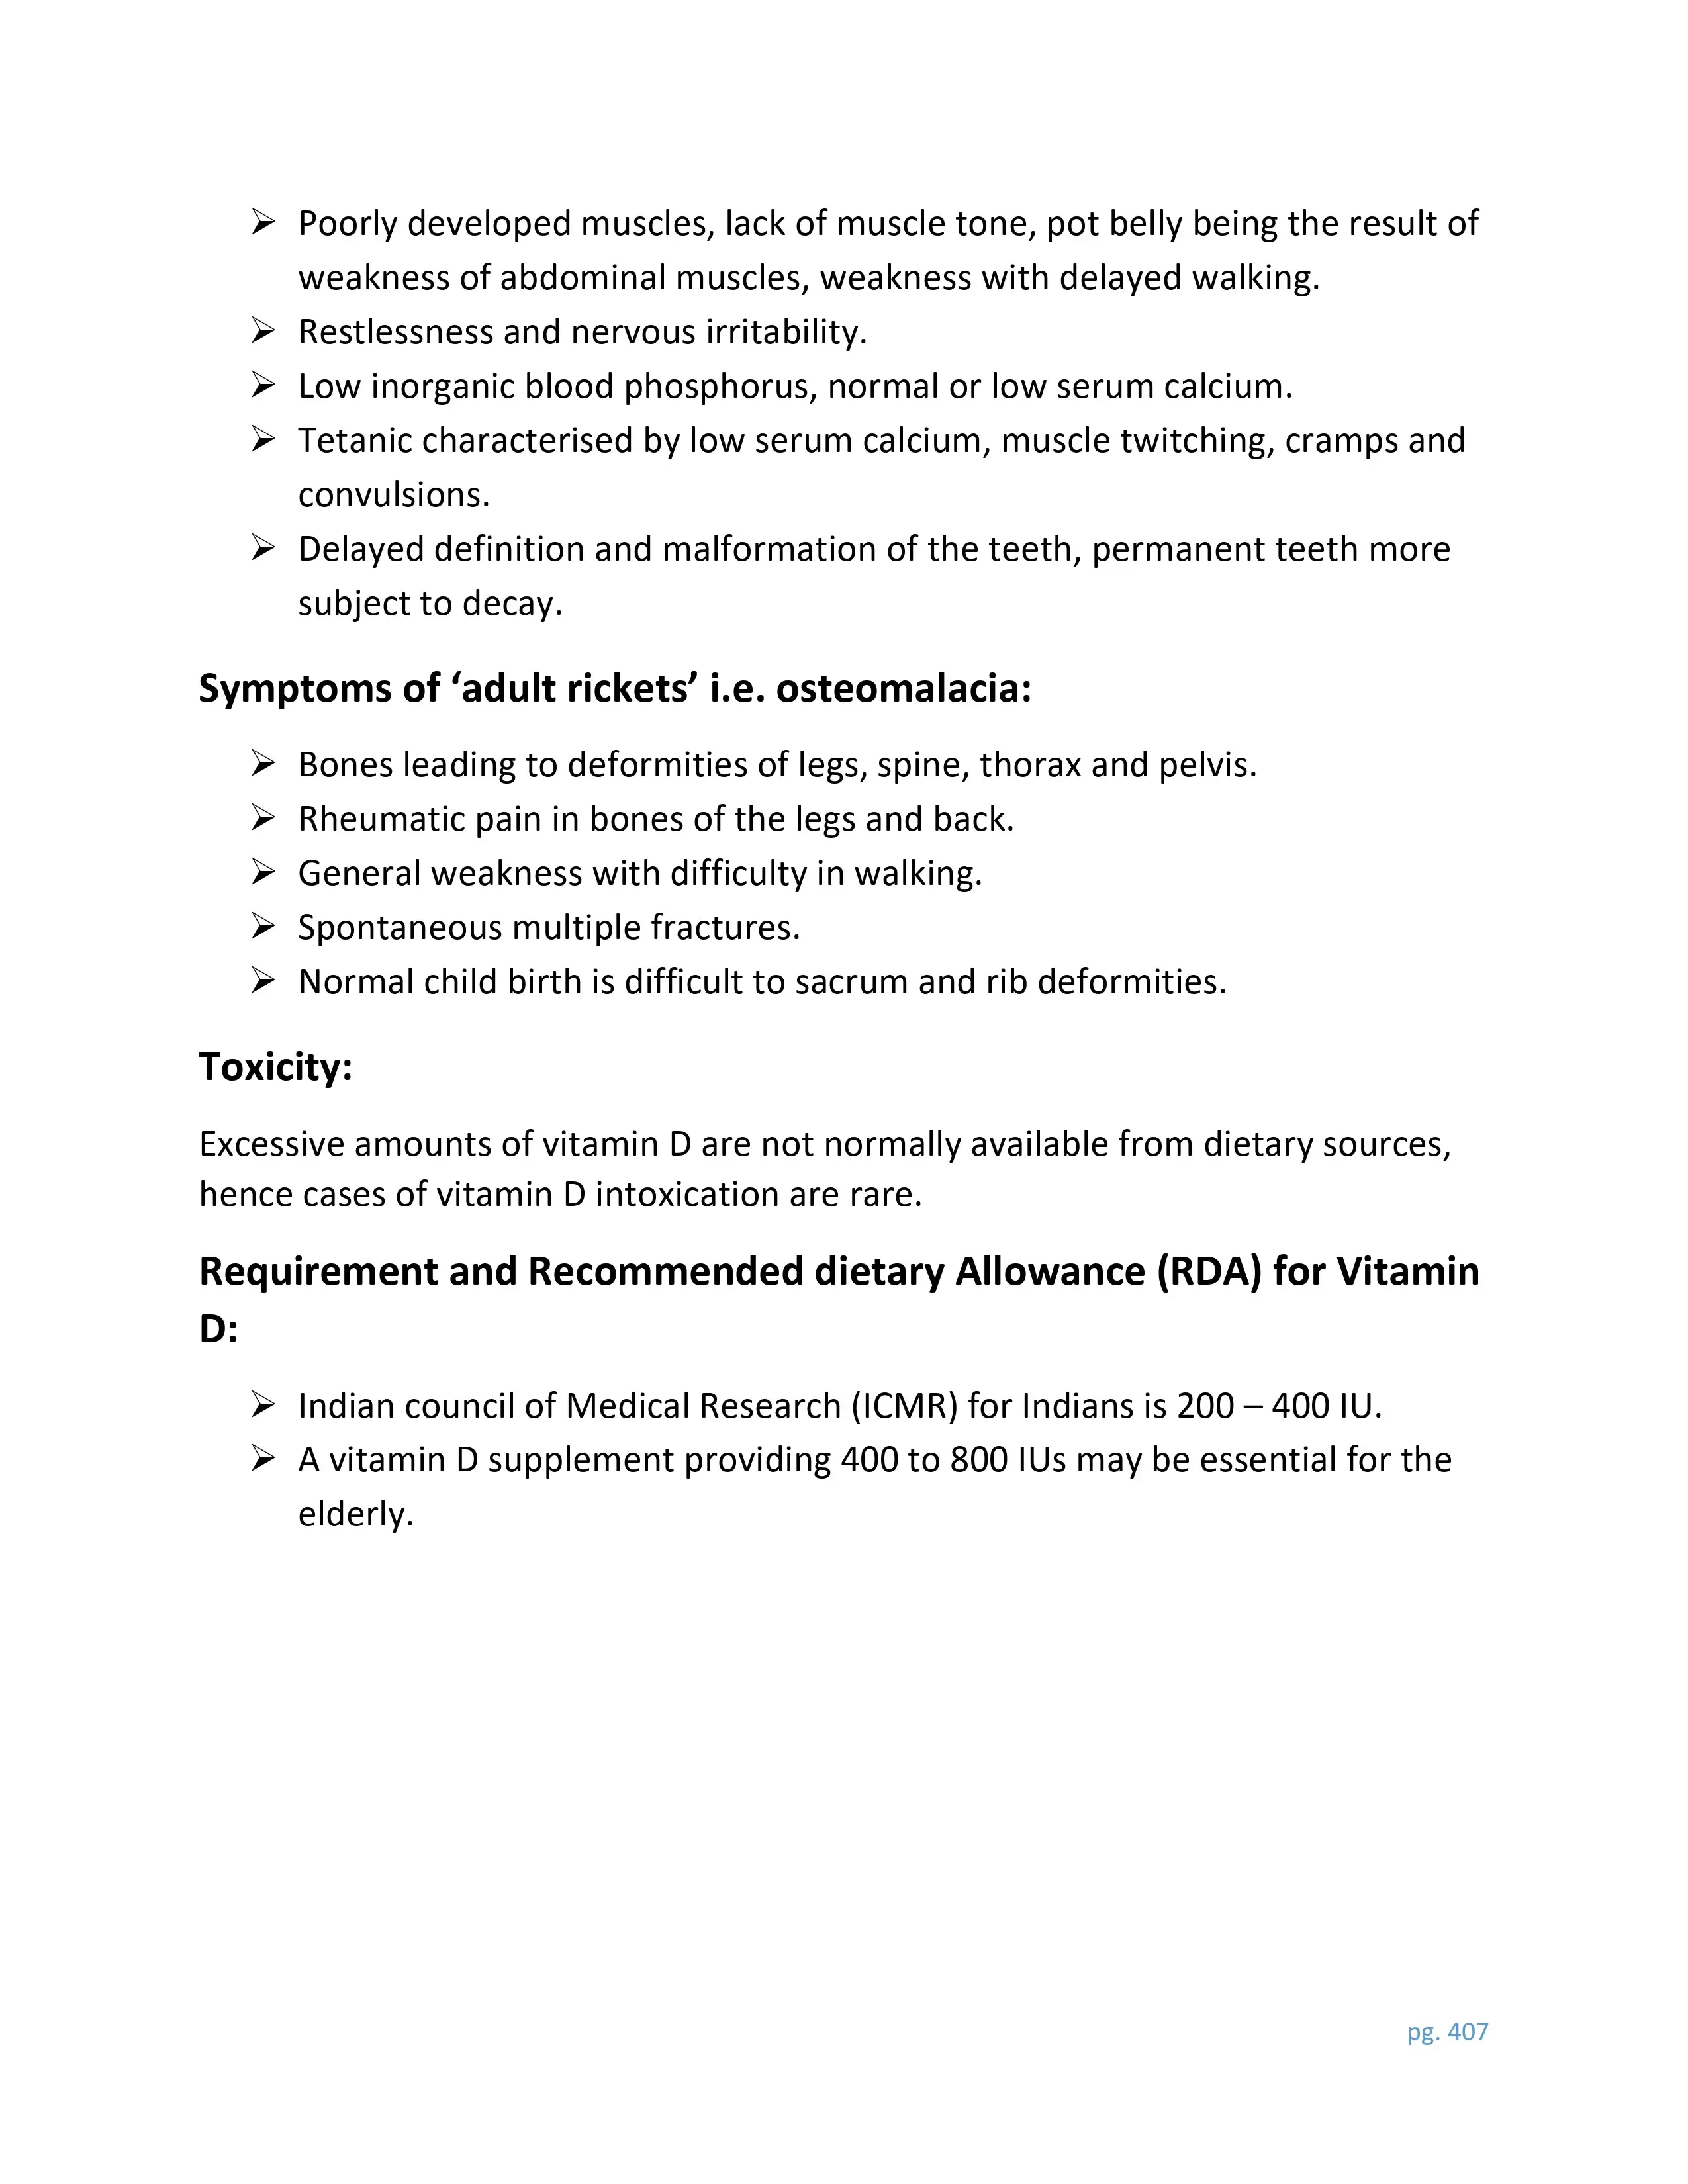 ➢ Poorly developed muscles, lack of muscle tone, pot belly being the result of
weakness of abdominal muscles, weakness with delayed walking.
➢ Restlessness and nervous irritability.
➢ Low inorganic blood phosphorus, normal or low serum calcium.
➢ Tetanic characterised by low serum calcium, muscle twitching, cramps and
convulsions.
➢ Delayed definition and malformation of the teeth, permanent teeth more
subject to decay.
Symptoms of ‘adult rickets’ i.e. osteomalacia:
➢ Bones leading to deformities of legs, spine, thorax and pelvis.
➢ Rheumatic pain in bones of the legs and back.
➢ General weakness with difficulty in walking.
➢ Spontaneous multiple fractures.
➢ Normal child birth is difficult to sacrum and rib deformities.
Toxicity:
Excessive amounts of vitamin D are not normally available from dietary sources,
hence cases of vitamin D intoxication are rare.
Requirement and Recommended dietary Allowance (RDA) for Vitamin
D:
➢ Indian council of Medical Research (ICMR) for Indians is 200 – 400 IU.
➢ A vitamin D supplement providing 400 to 800 IUs may be essential for the
elderly.
pg. 407